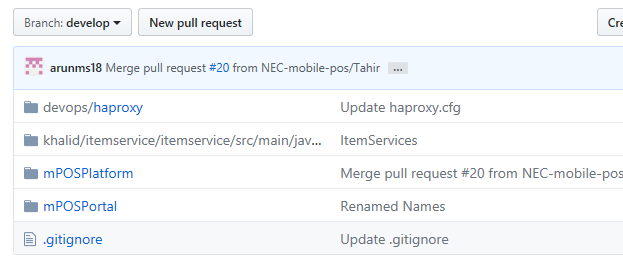 Branch: develop New pull request Cre
arunms18 Merge pull request #20 from NEC-mobile-pos/Tahir ...
devops/haproxy Update haproxy.cfg
khalid/itemservice/itemservice/src/main/jav... ItemServices
mPOSPlatform Merge pull request #20 from NEC-mobile-pos
mPOSPortal Renamed Names
.gitignore Update .gitignore